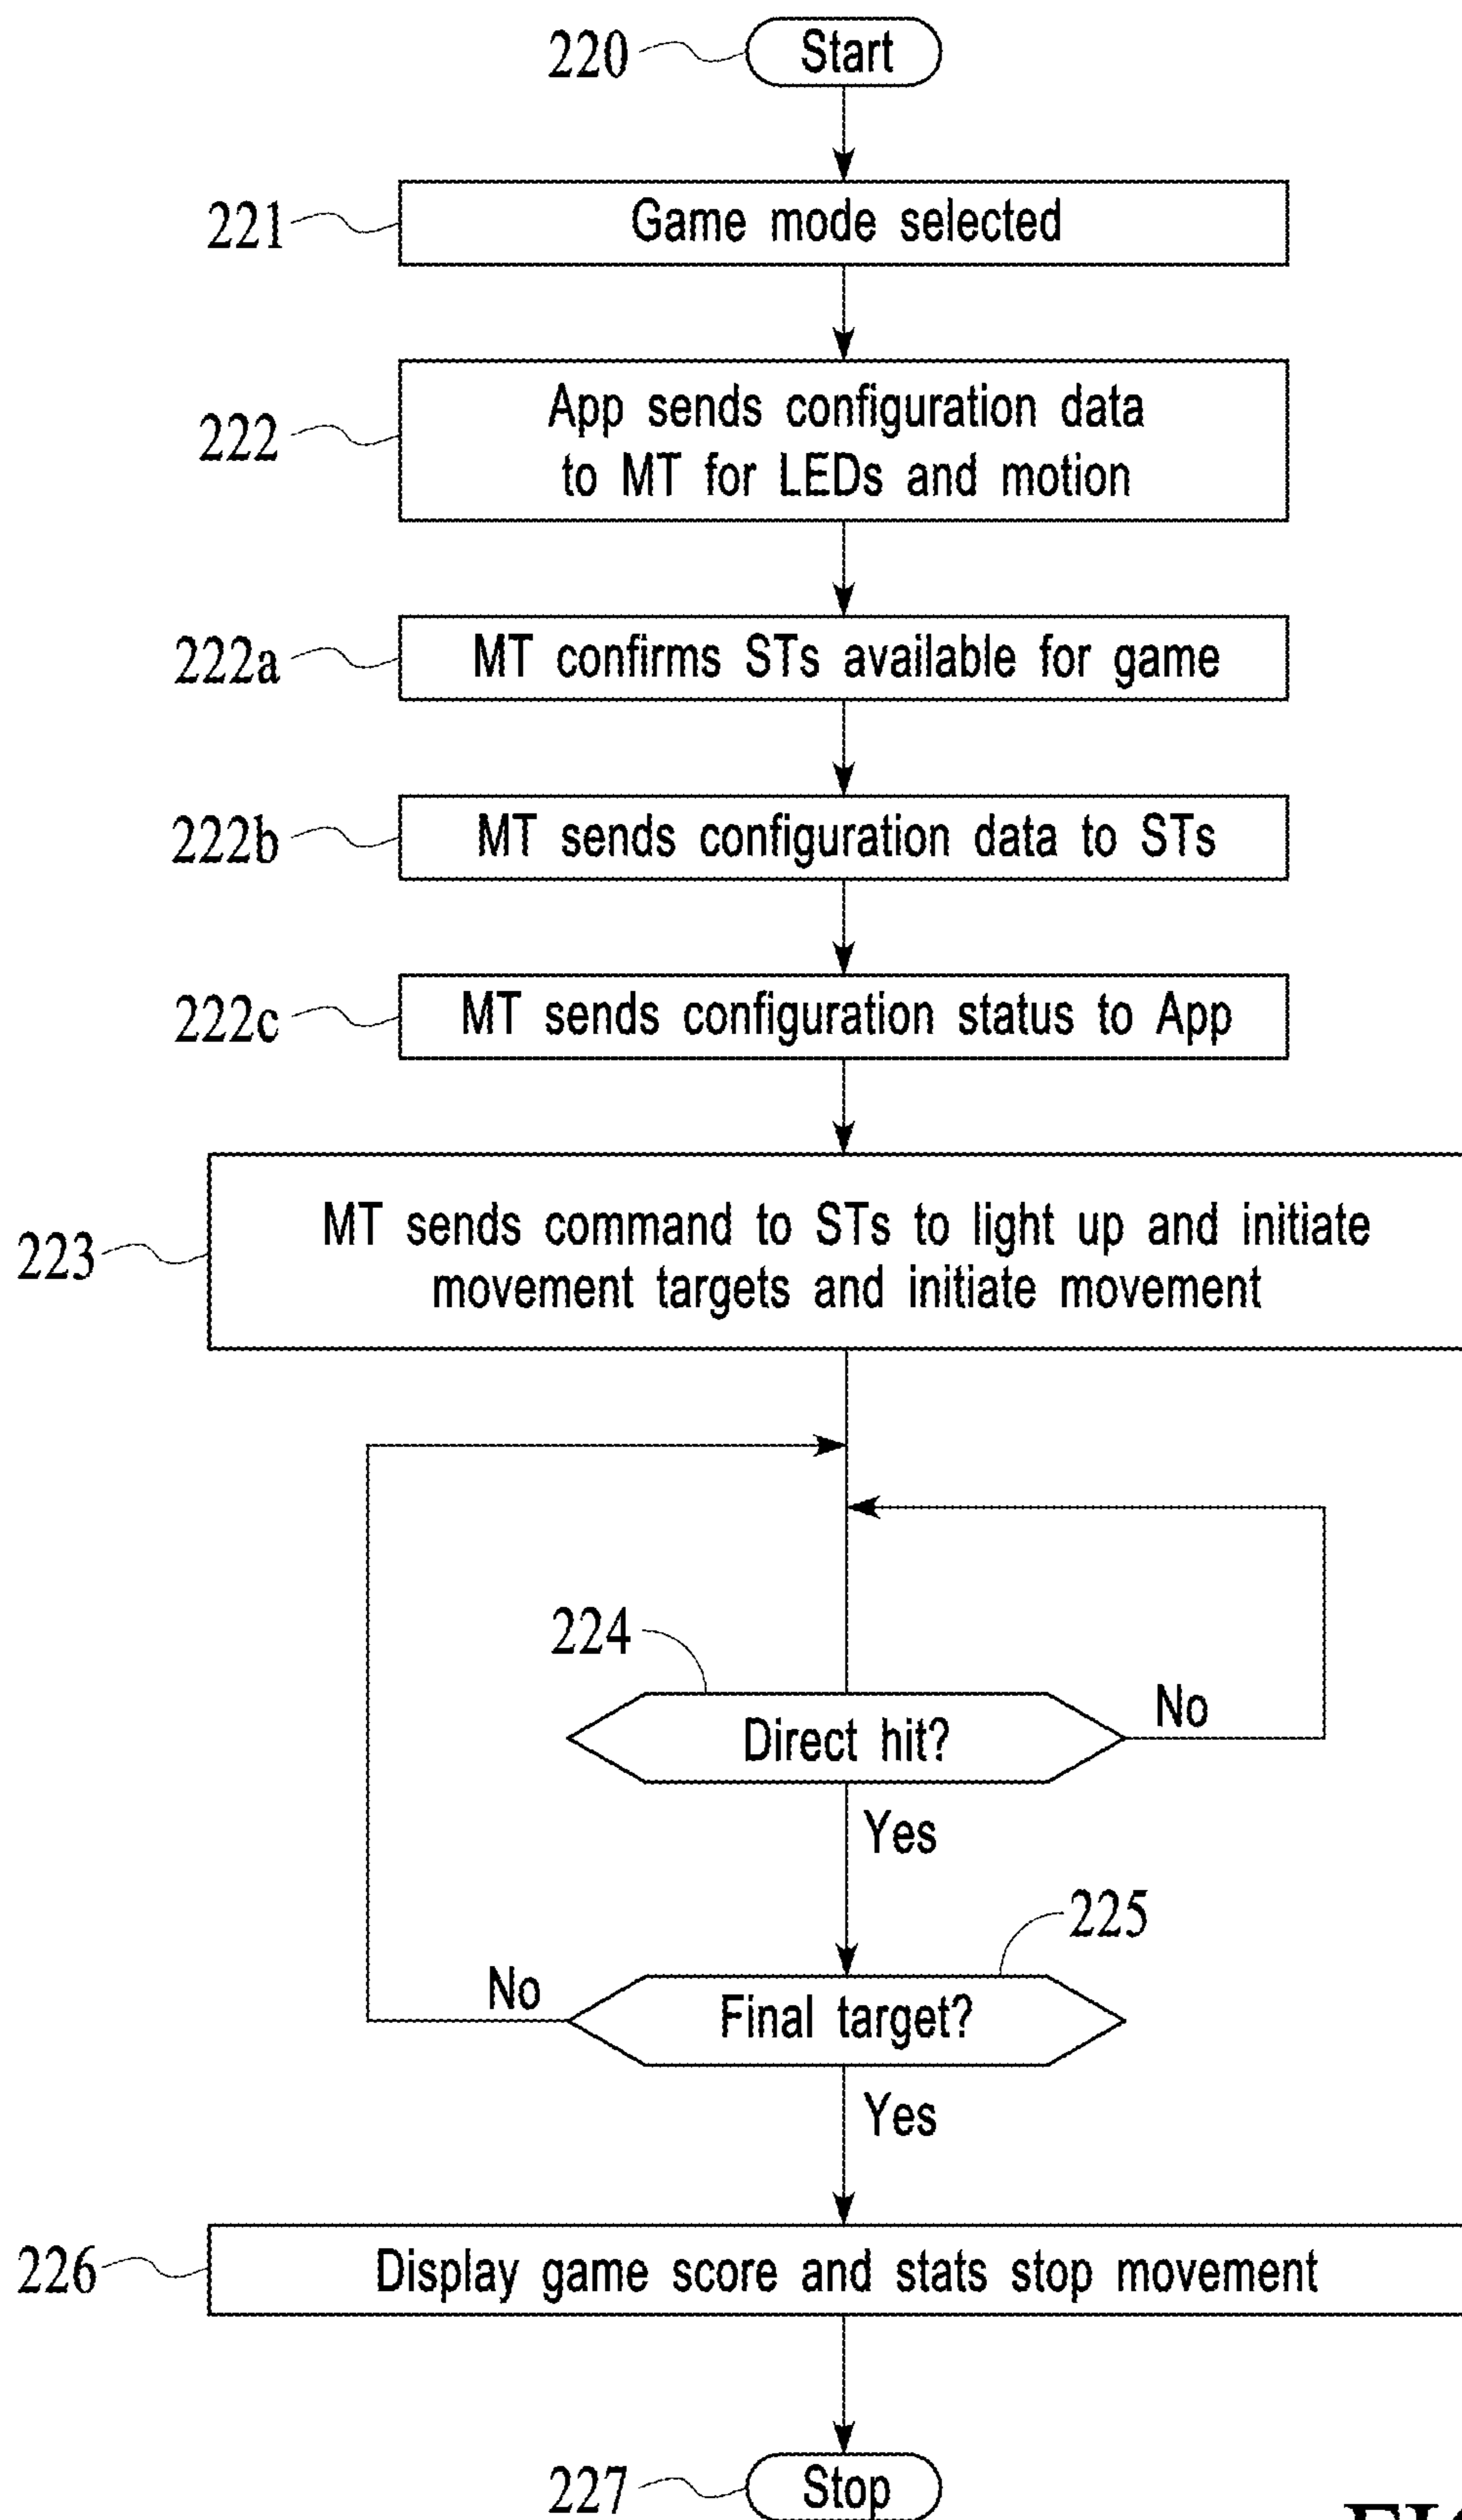 220 Start
221 Game mode selected
222 App sends configuration data
to MT for LEDs and motion
222a MT confirms STs available for game
222b MT sends configuration data to STs
222c MT sends configuration status to App
223 MT sends command to STs to light up and initiate
movement targets and initiate movement
224
Direct hit? No
Yes
225
No Final target?
Yes
226 Display game score and stats stop movement
227 Stop